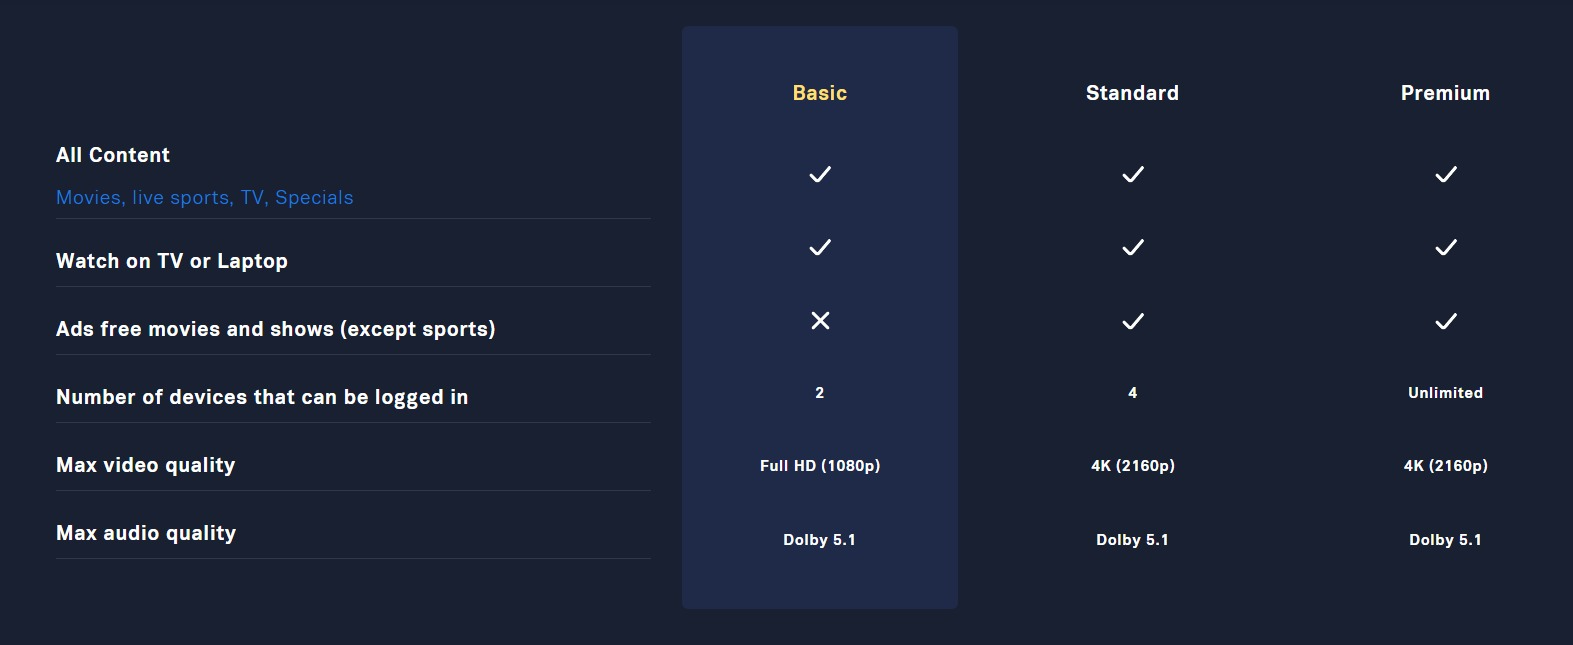 Basic Standard Premium
All Content
Movies, live sports, TV, Specials
Watch on TV or Laptop
Ads free movies and shows (except sports)
Number of devices that can be logged in 2 4 Unlimited
Max video quality Full HD (1080p) 4K (2160p) 4K (2160p)
Max audio quality Dolby 5.1 Dolby 5.1 Dolby 5.1